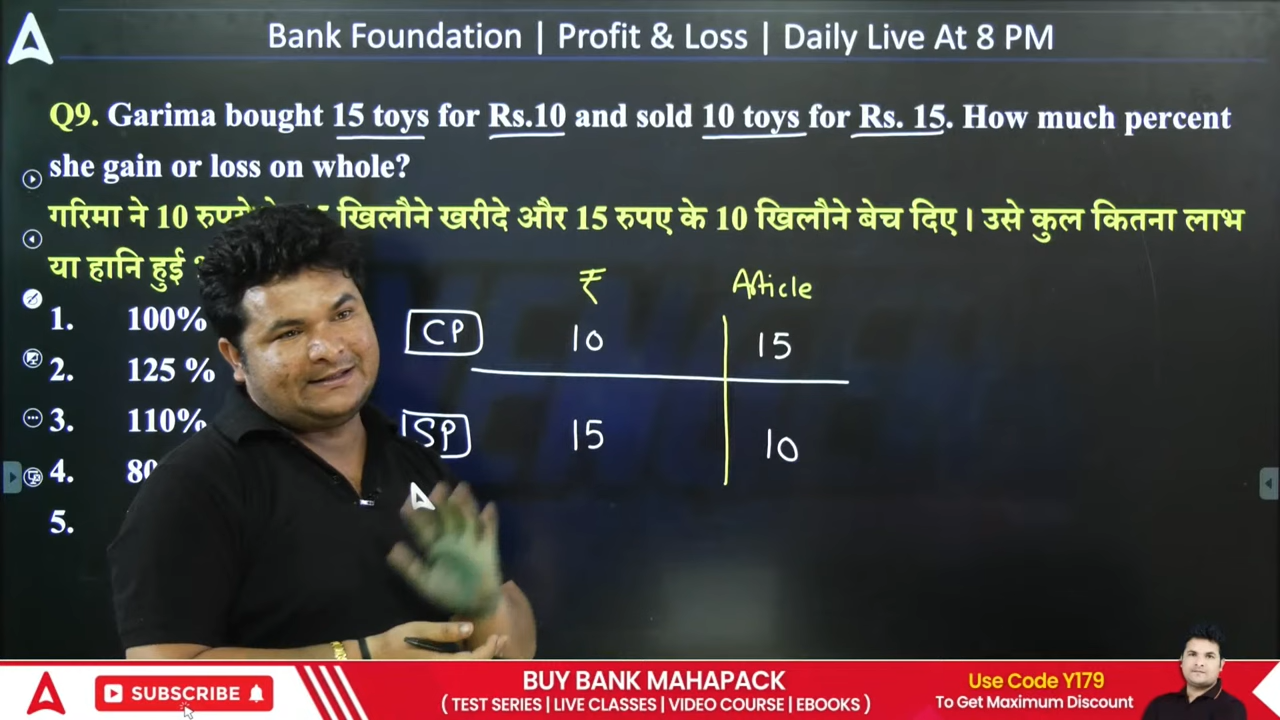 Bank Foundation | Profit & Loss | Daily Live At 8 PM
Q9. Garima bought 15 toys for Rs.10 and sold 10 toys for Rs. 15. How much percent
she gain or loss on whole?
गरिमा ने 10 खिलौने खरीदे और 15 रुपए के 10 खिलौने बेच दिए। उसे कुल कितना लाभ
या हानि हुई
₹ Article
1. 100%
CP 10 15
2. 125 %
3. 110%
SP 15 10
4.
5.
SUBSCRIBE
BUY BANK MAHAPACK
( TEST SERIES | LIVE CLASSES | VIDEO COURSE | EBOOKS )
Use Code Y179
To Get Maximum Discount